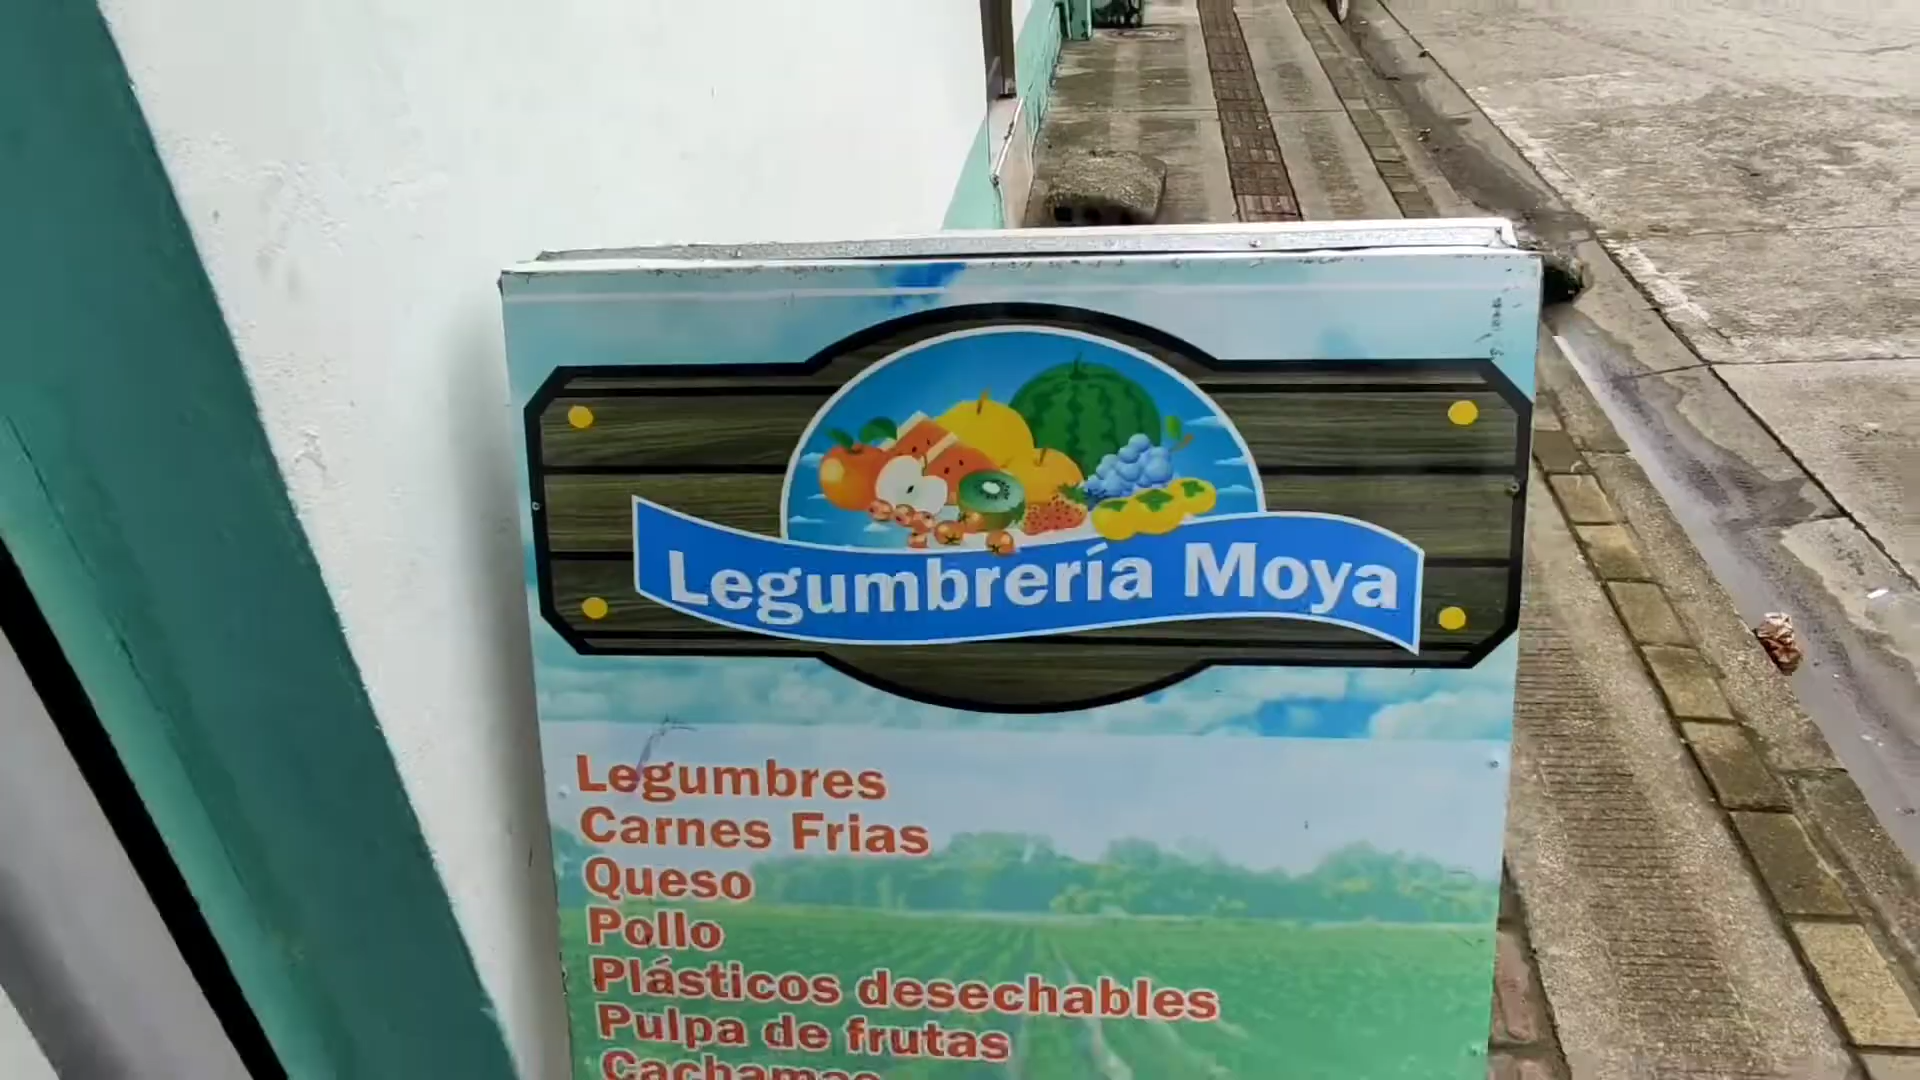 Legumbrería Moya
Legumbres
Carnes Frias
Queso
Pollo
Plásticos desechables
Pulpa de frutas
Cachamas